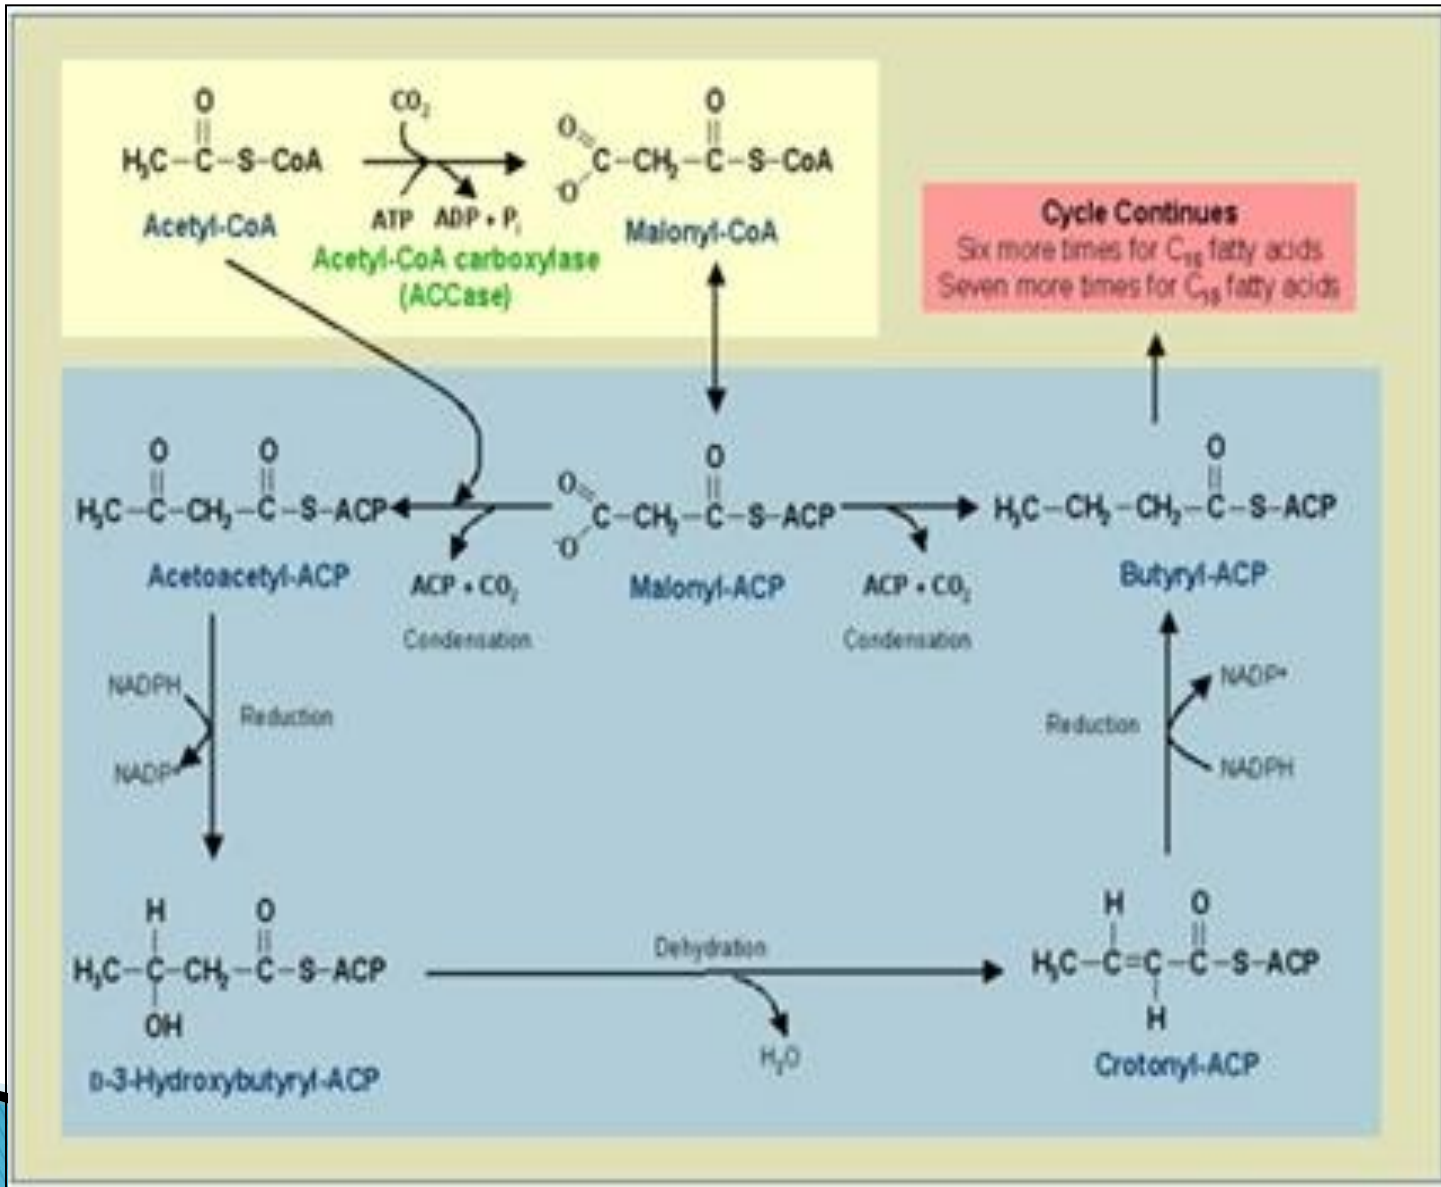 O
H₃C–C–S–CoA
Acetyl-CoA
CO₂
ATP ADP + Pᵢ
Acetyl-CoA carboxylase
(ACCase)
O
O
C–CH₂–C–S–CoA
⁻O
Malonyl-CoA
Cycle Continues
Six more times for C₁₆ fatty acids
Seven more times for C₁₈ fatty acids
O O
H₃C–C–CH₂–C–S–ACP
Acetoacetyl-ACP
ACP + CO₂
Condensation
O
O
C–CH₂–C–S–ACP
⁻O
Malonyl-ACP
ACP + CO₂
Condensation
O
H₃C–CH₂–CH₂–C–S–ACP
Butyryl-ACP
NADPH
Reduction
NADP⁺
NADP⁺
Reduction
NADPH
H O
H₃C–C–CH₂–C–S–ACP
OH
D-3-Hydroxybutyryl-ACP
Dehydration
H₂O
H O
H₃C–C=C–C–S–ACP
H
Crotonyl-ACP